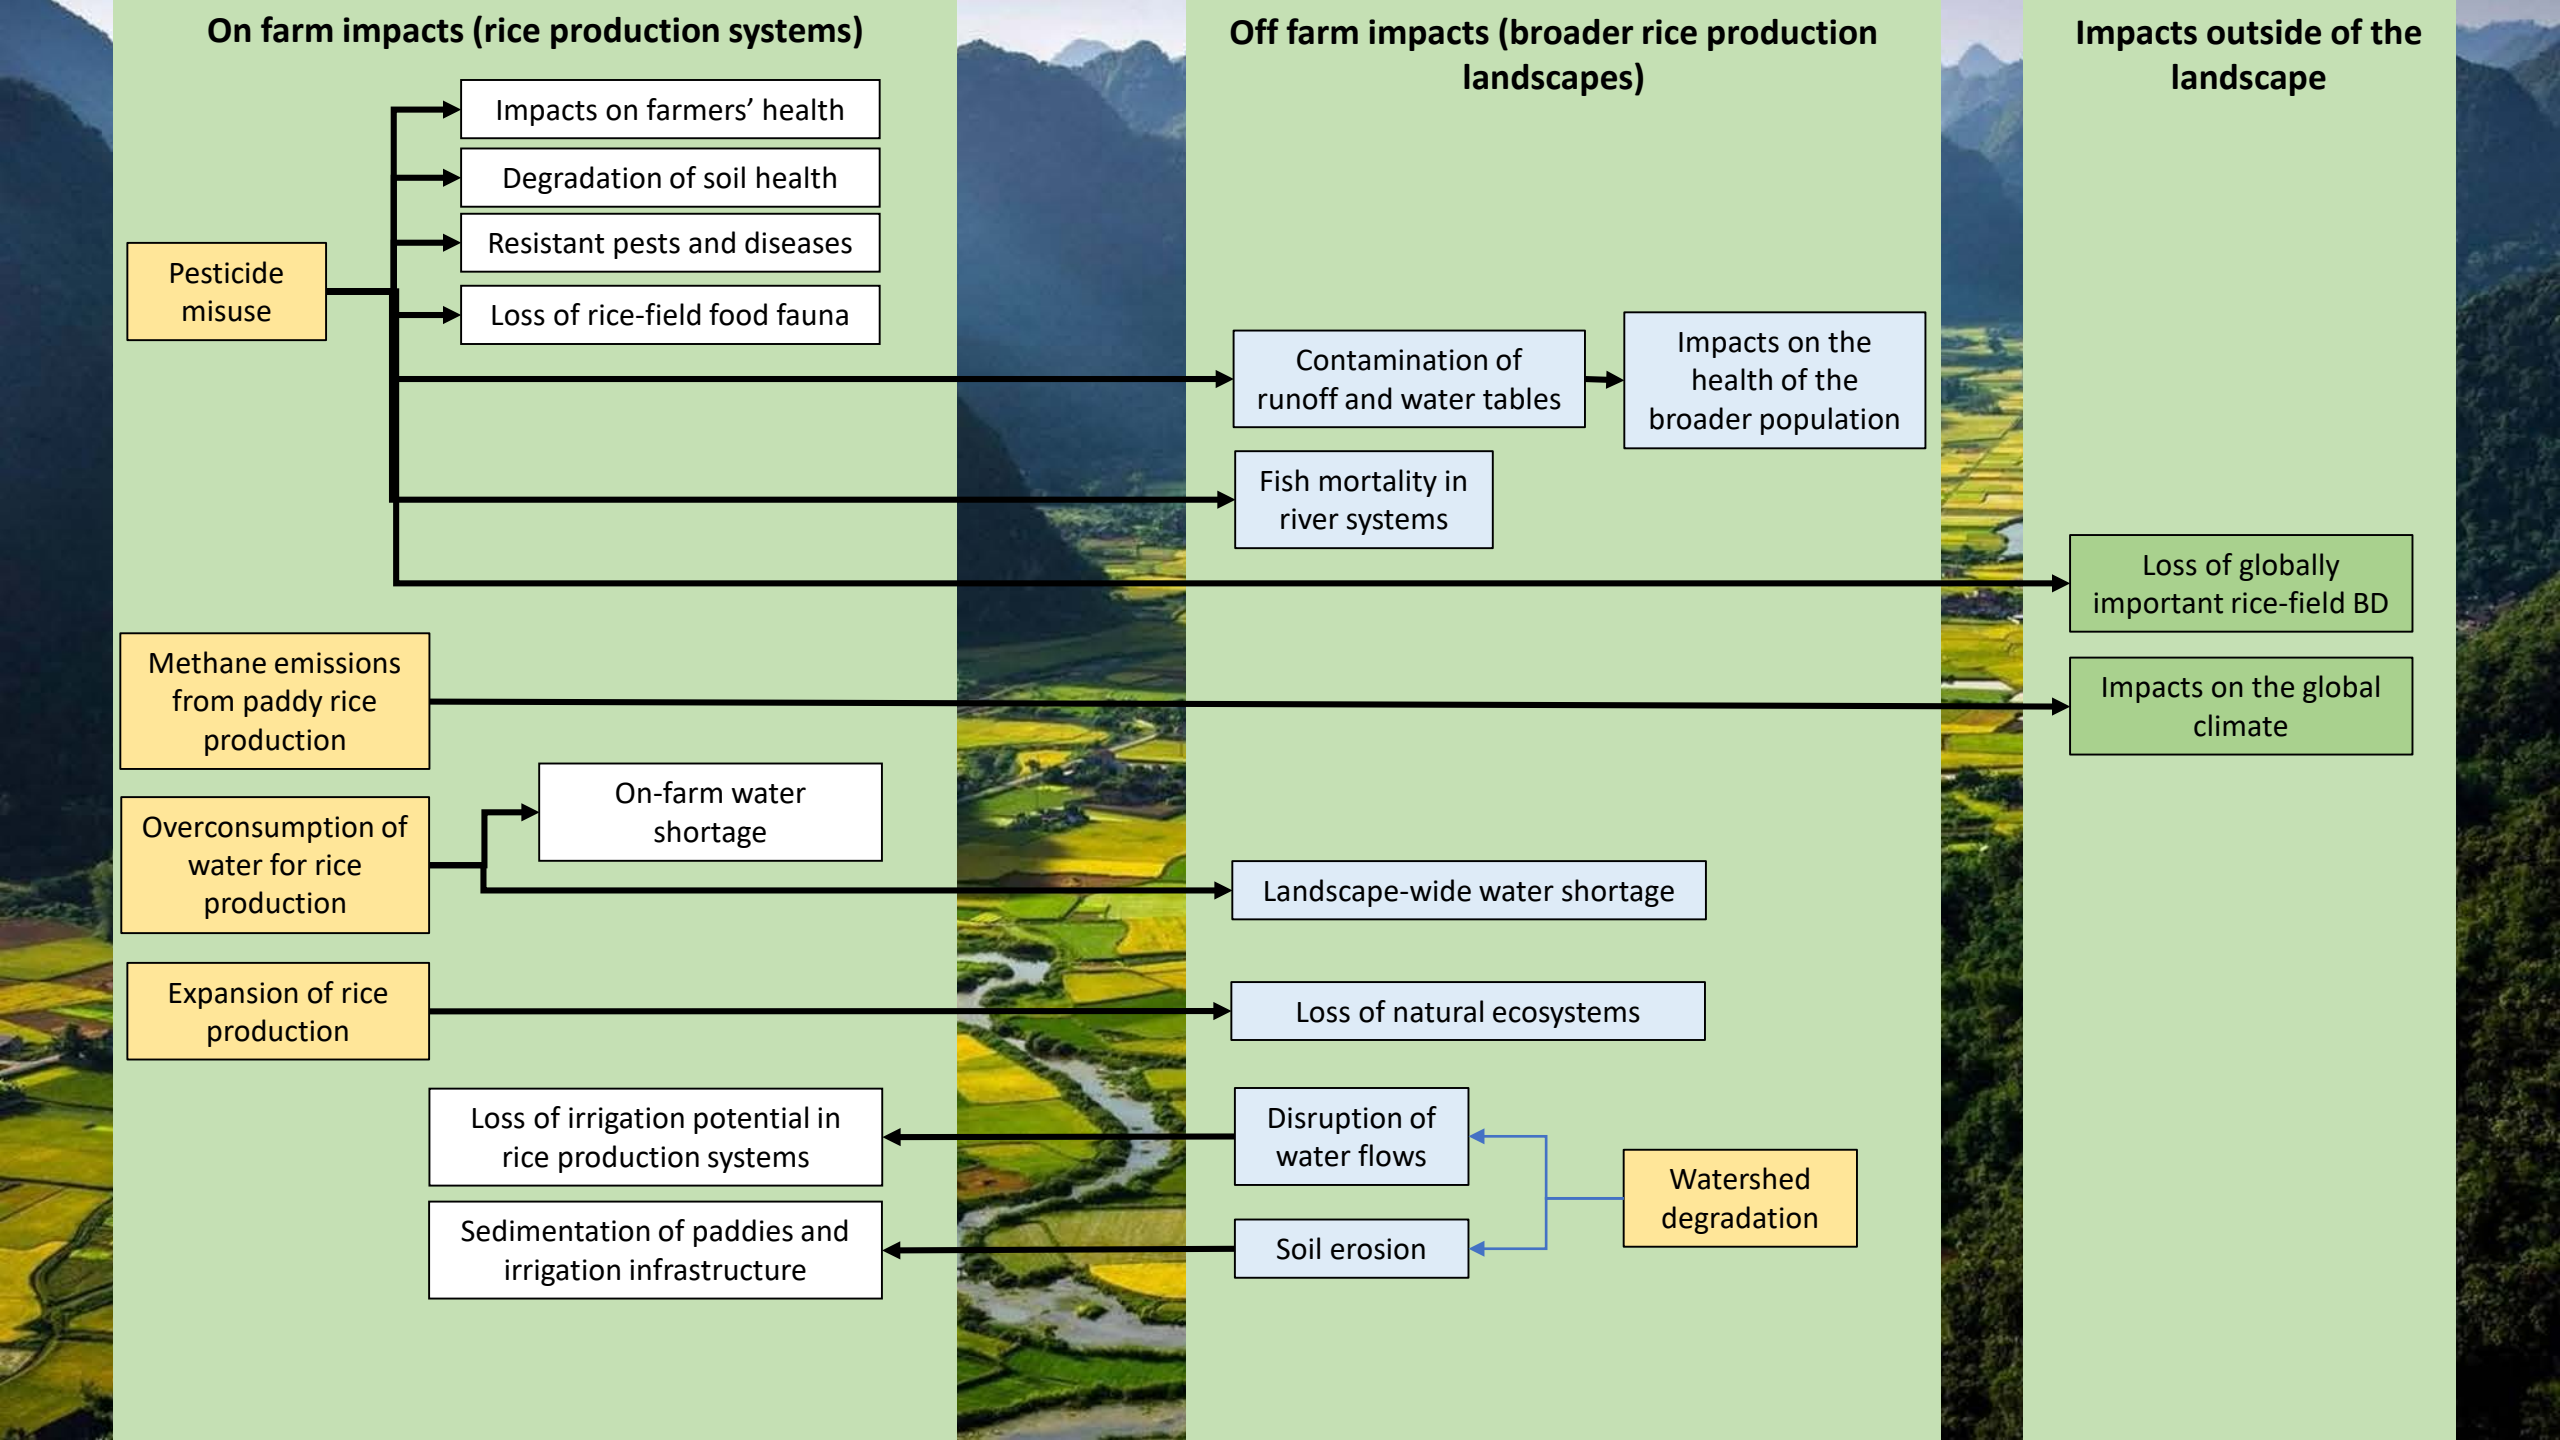 On farm impacts (rice production systems)
Impacts on farmers’ health
Degradation of soil health
Resistant pests and diseases
Pesticide
misuse
Loss of rice-field food fauna
Methane emissions
from paddy rice
production
On-farm water
shortage
Overconsumption of
water for rice
production
Expansion of rice
production
Loss of irrigation potential in
rice production systems
Sedimentation of paddies and
irrigation infrastructure
Off farm impacts (broader rice production
landscapes)
Contamination of
runoff and water tables
Impacts on the
health of the
broader population
Fish mortality in
river systems
Landscape-wide water shortage
Loss of natural ecosystems
Disruption of
water flows
Watershed
degradation
Soil erosion
Impacts outside of the
landscape
Loss of globally
important rice-field BD
Impacts on the global
climate